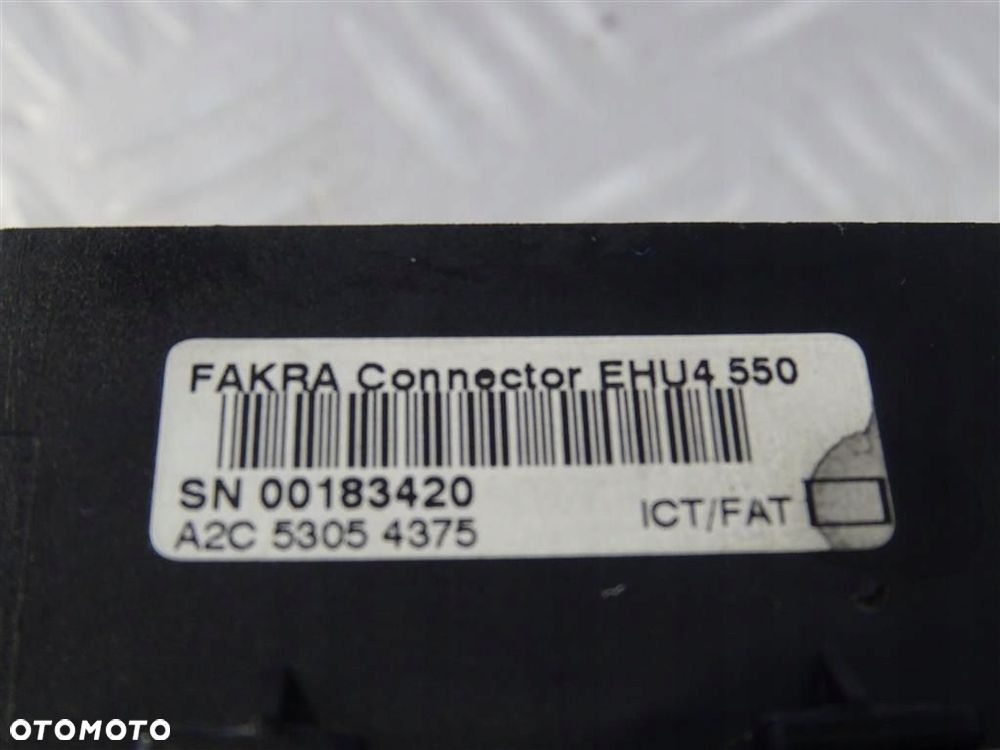 FAKRA Connector EHU4 550
SN 00183420
A2C 5305 4375
ICT/FAT
OTOMOTO